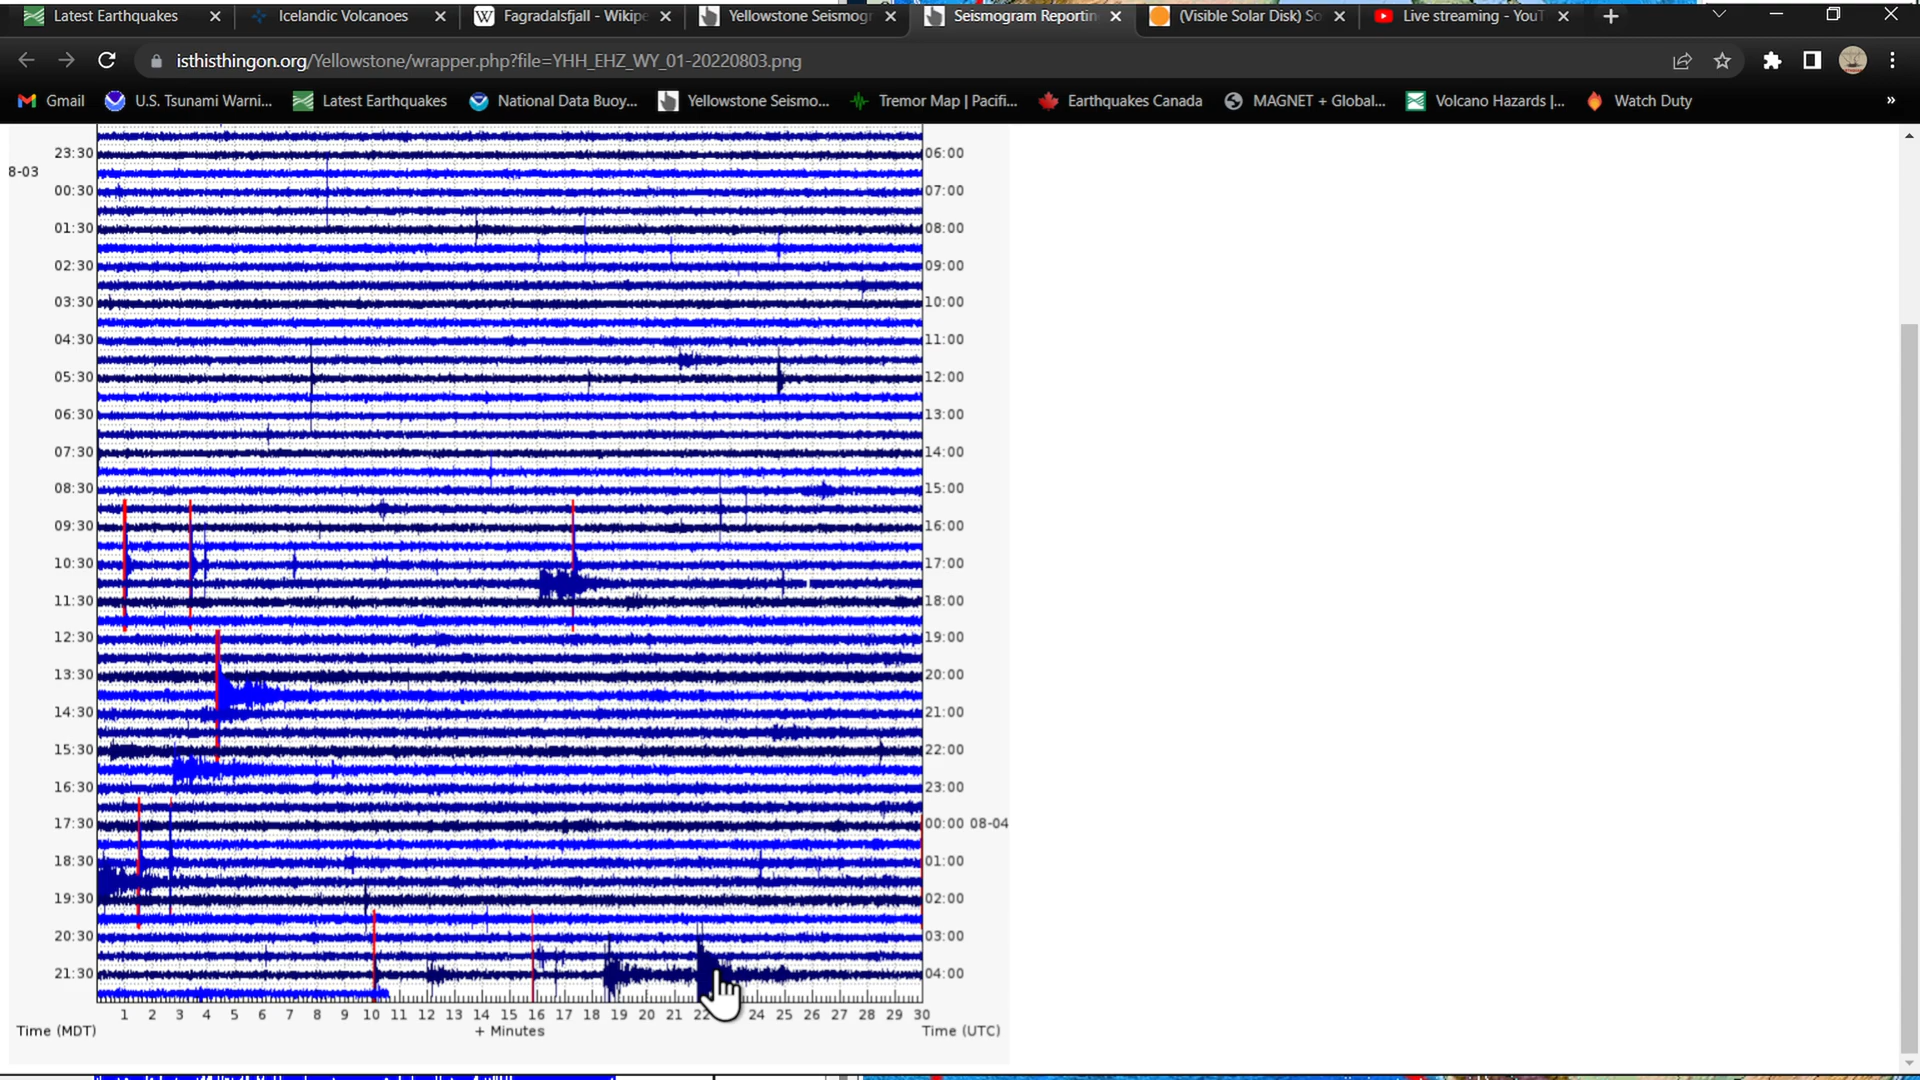 Latest Earthquakes
Icelandic Volcanoes
Fagradalsfjall - Wikipe
Yellowstone Seismogr
Seismogram Reportin
(Visible Solar Disk) So
Live streaming - YouT
isthisthingon.org/Yellowstone/wrapper.php?file=YHH_EHZ_WY_01-20220803.png
Gmail
U.S. Tsunami Warni...
Latest Earthquakes
National Data Buoy...
Yellowstone Seismo...
Tremor Map | Pacifi...
Earthquakes Canada
MAGNET + Global...
Volcano Hazards |...
Watch Duty
»
23:30 06:00
8-03
00:30 07:00
01:30 08:00
02:30 09:00
03:30 10:00
04:30 11:00
05:30 12:00
06:30 13:00
07:30 14:00
08:30 15:00
09:30 16:00
10:30 17:00
11:30 18:00
12:30 19:00
13:30 20:00
14:30 21:00
15:30 22:00
16:30 23:00
17:30 00:00 08-04
18:30 01:00
19:30 02:00
20:30 03:00
21:30 04:00
1 2 3 4 5 6 7 8 9 10 11 12 13 14 15 16 17 18 19 20 21 22 24 25 26 27 28 29 30
Time (MDT) + Minutes Time (UTC)